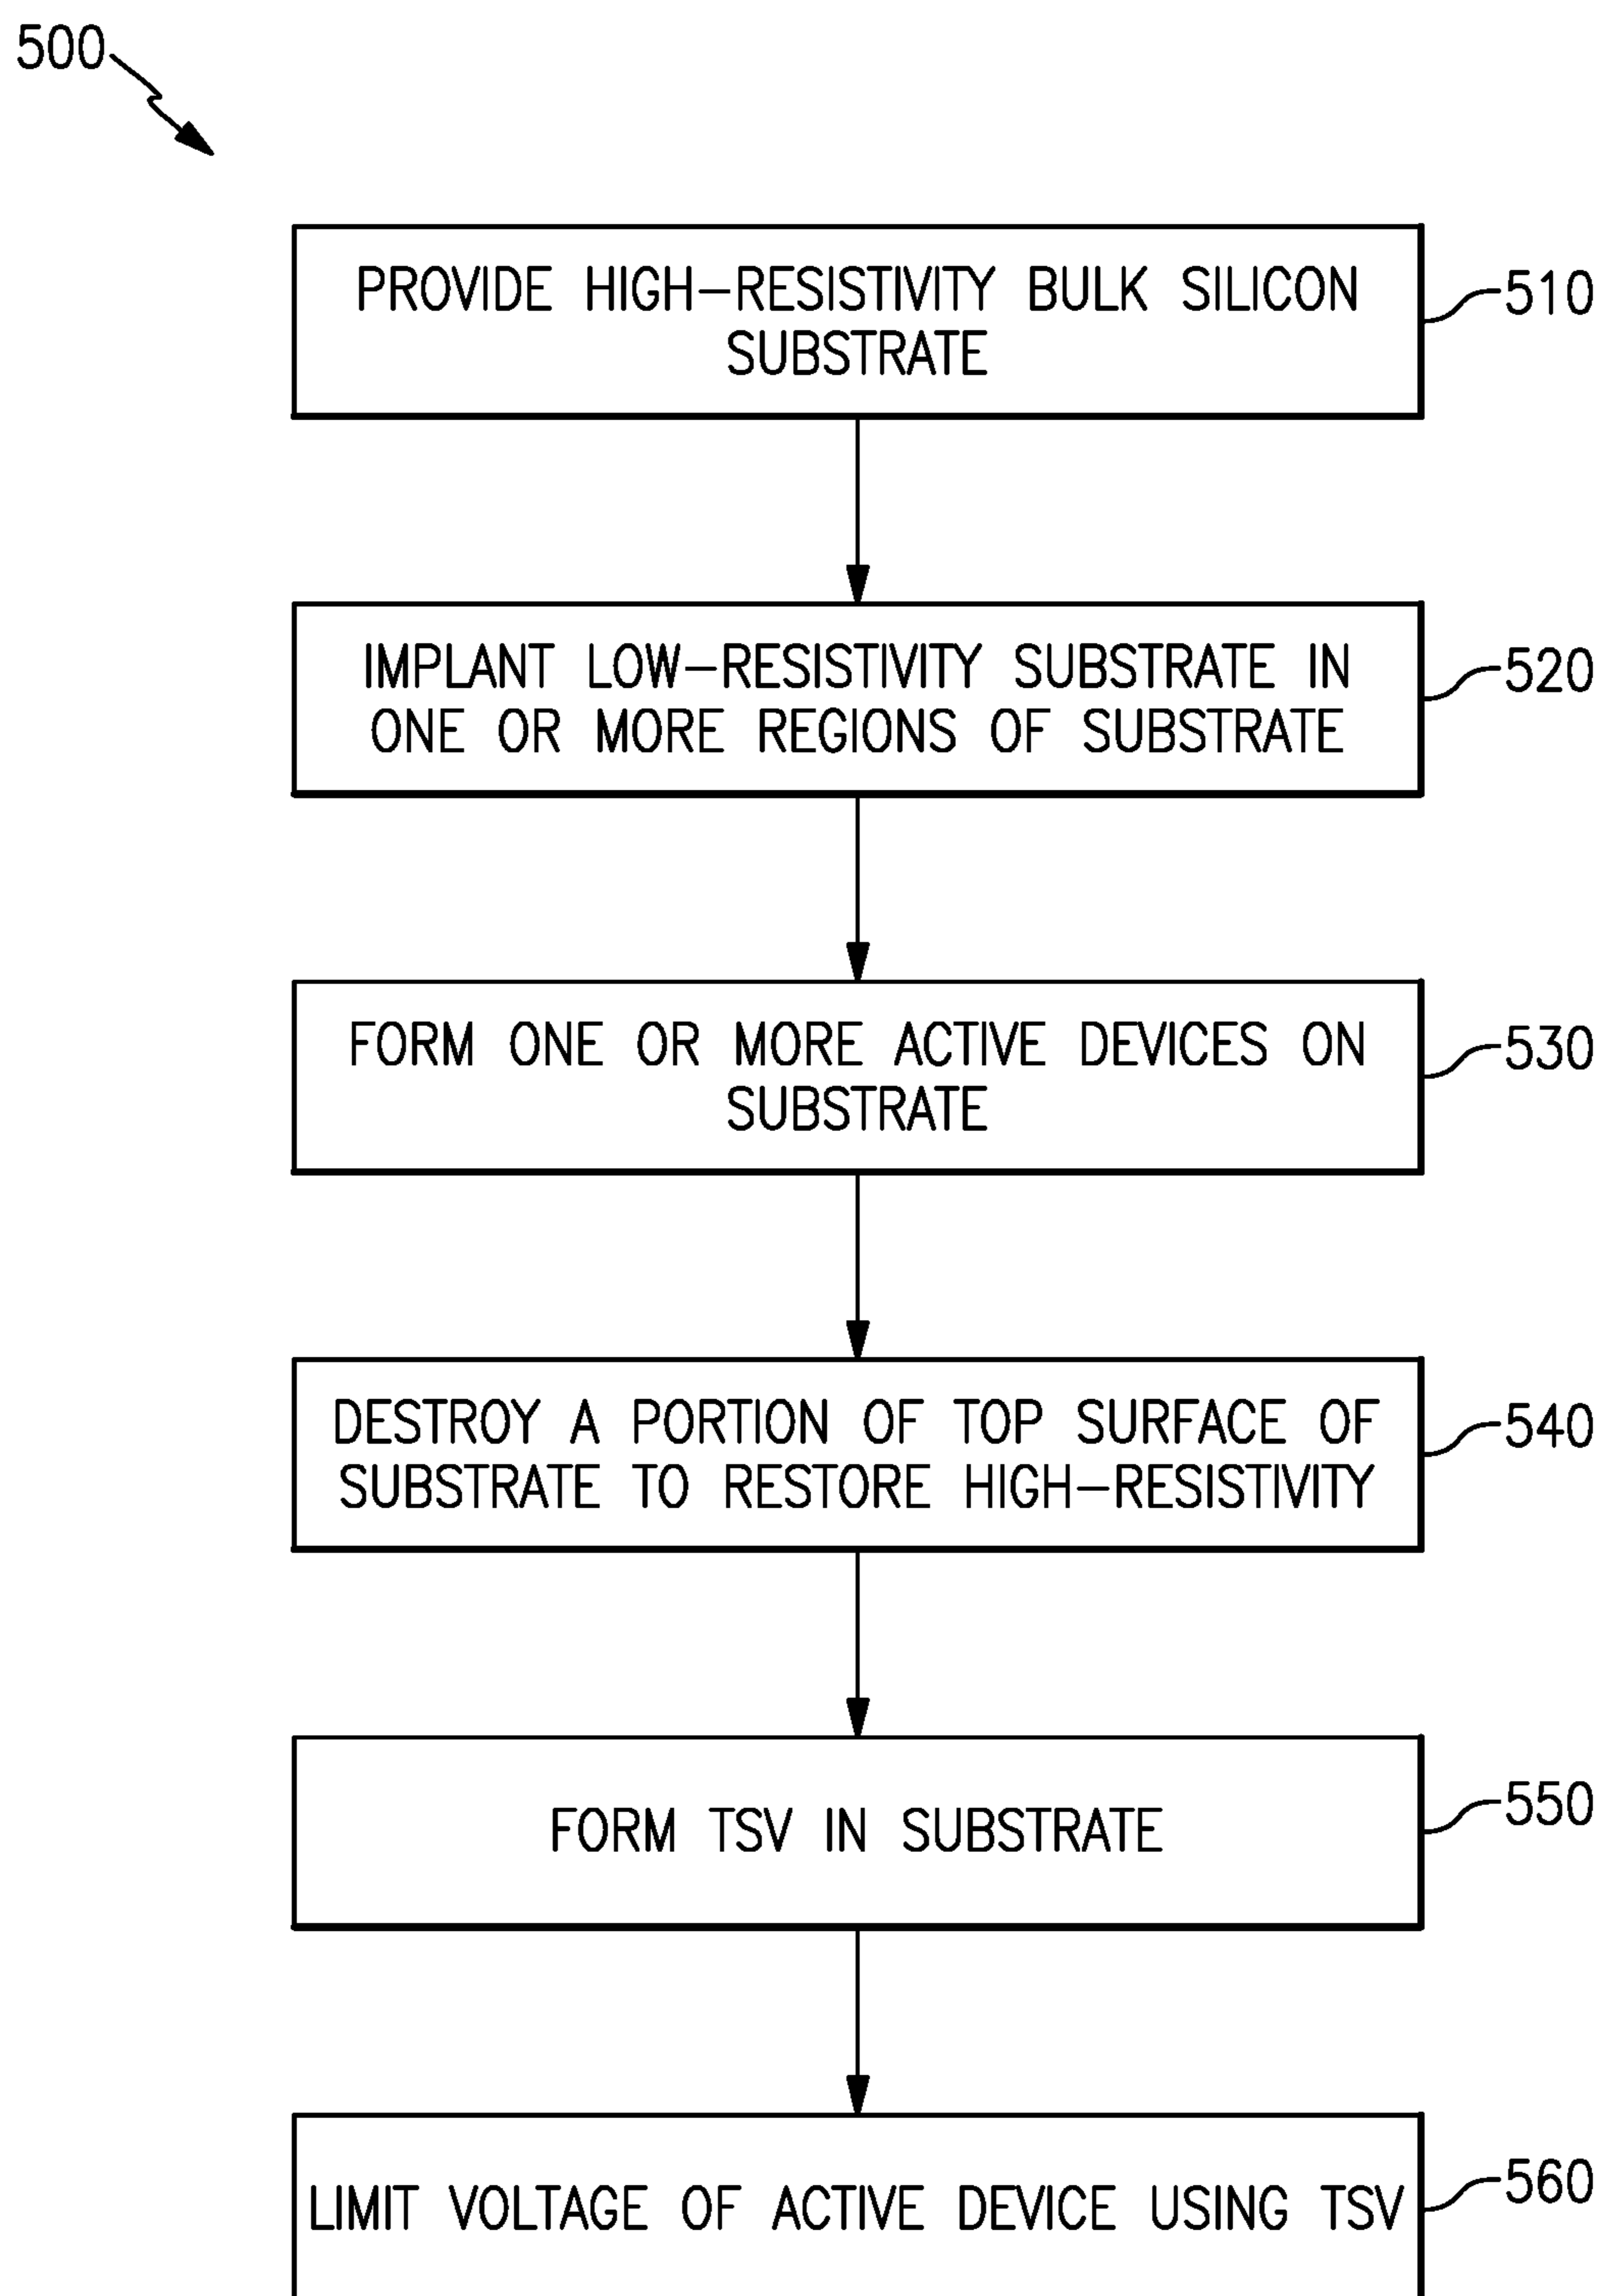 500
PROVIDE HIGH-RESISTIVITY BULK SILICON
SUBSTRATE
510
IMPLANT LOW-RESISTIVITY SUBSTRATE IN
ONE OR MORE REGIONS OF SUBSTRATE
520
FORM ONE OR MORE ACTIVE DEVICES ON
SUBSTRATE
530
DESTROY A PORTION OF TOP SURFACE OF
SUBSTRATE TO RESTORE HIGH-RESISTIVITY
540
FORM TSV IN SUBSTRATE
550
LIMIT VOLTAGE OF ACTIVE DEVICE USING TSV
560